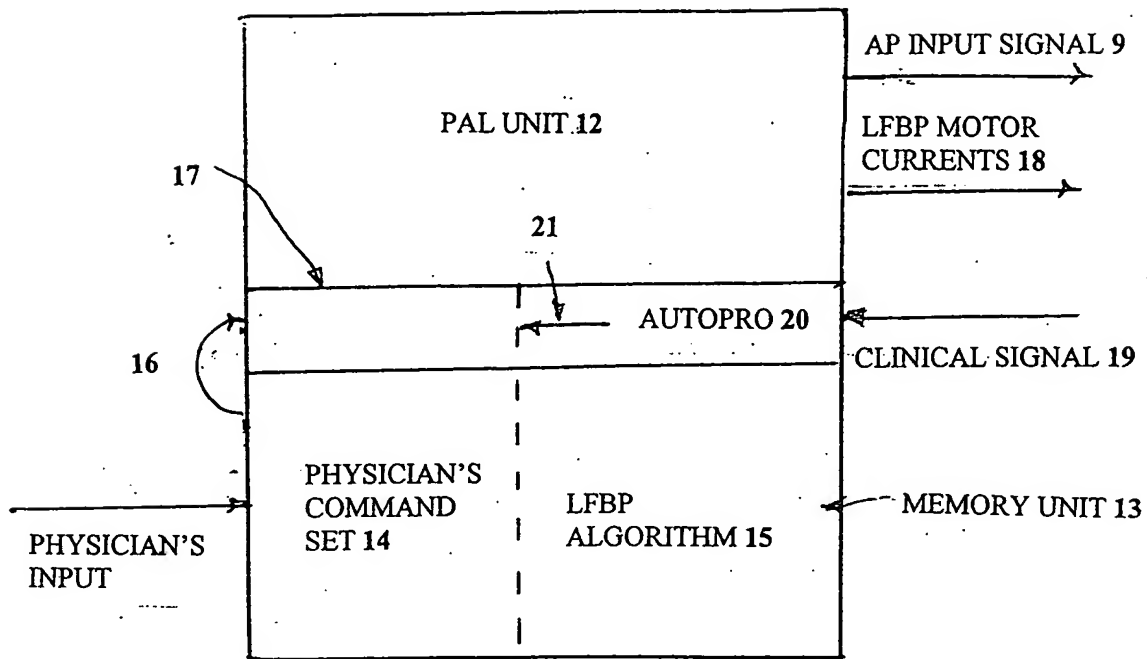 AP INPUT SIGNAL 9
PAL UNIT 12
LFBP MOTOR
CURRENTS 18
17
21
AUTOPRO 20
16
CLINICAL SIGNAL 19
PHYSICIAN'S
COMMAND
SET 14
LFBP
ALGORITHM 15
MEMORY UNIT 13
PHYSICIAN'S
INPUT